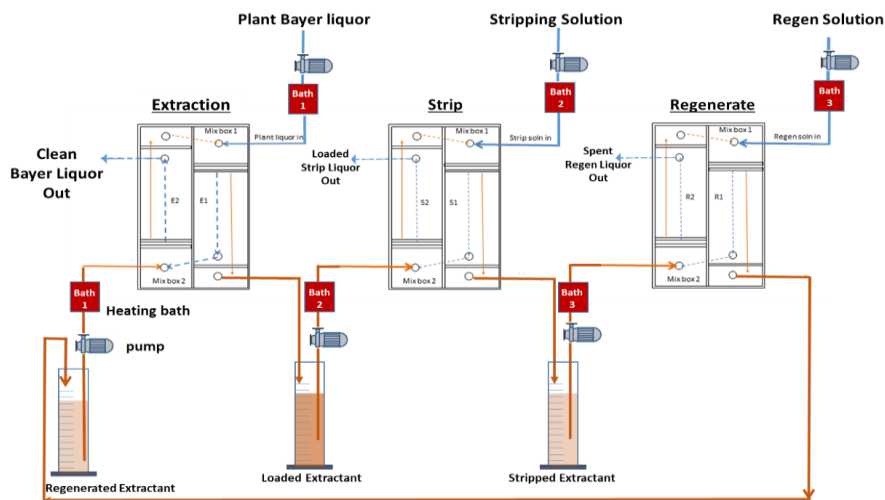 Plant Bayer liquor
Stripping Solution
Regen Solution
Bath
1
Bath
2
Bath
3
Extraction
Strip
Regenerate
Mix box 1
Plant liquor in
Mix box 1
Strip soln in
Mix box 1
Regen soln in
Clean
Bayer Liquor
Out
Loaded
Strip Liquor
Out
Spent
Regen Liquor
Out
E2
E1
S2
S1
R2
R1
Mix box 2
Mix box 2
Mix box 2
Bath
1
Heating bath
Bath
2
Bath
3
pump
Regenerated Extractant
Loaded Extractant
Stripped Extractant